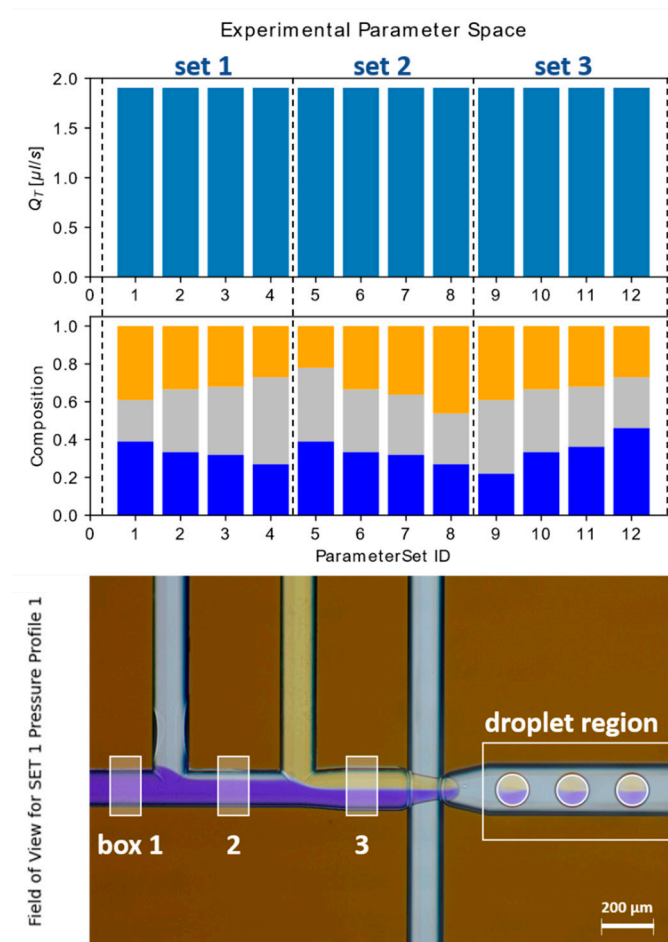 Experimental Parameter Space
set 1 set 2 set 3
2.0
1.5
1.0
0.5
0.0
Q_T [µl/s]
0 1 2 3 4 5 6 7 8 9 10 11 12
1.0
0.8
0.6
0.4
0.2
0.0
Composition
0 1 2 3 4 5 6 7 8 9 10 11 12
ParameterSet ID
Field of View for SET 1 Pressure Profile 1
droplet region
box 1 2 3
200 µm